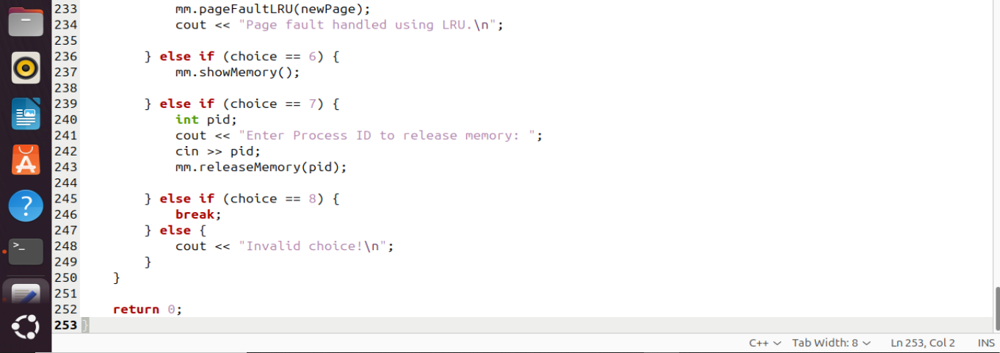 233             mm.pageFaultLRU(newPage);
234             cout << "Page fault handled using LRU.\n";
235
236         } else if (choice == 6) {
237             mm.showMemory();
238
239         } else if (choice == 7) {
240             int pid;
241             cout << "Enter Process ID to release memory: ";
242             cin >> pid;
243             mm.releaseMemory(pid);
244
245         } else if (choice == 8) {
246             break;
247         } else {
248             cout << "Invalid choice!\n";
249         }
250     }
251
252     return 0;
253 }
C++ Tab Width: 8 Ln 253, Col 2 INS